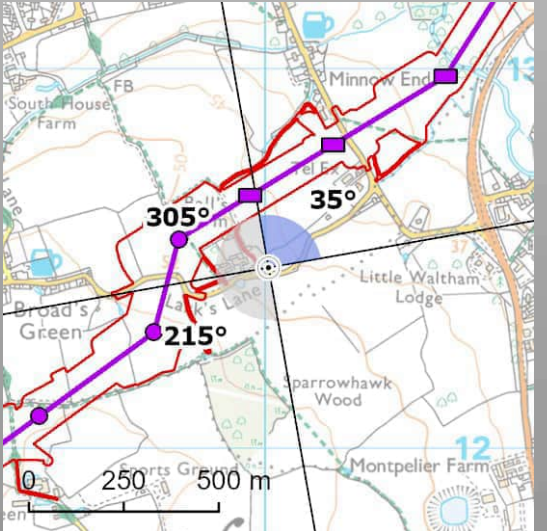 FB
Minnow End
13
South House
Farm
Tel Ex
35°
305°
37
Little Waltham
Lodge
Broad's
Green
Lark's Lane
215°
Sparrowhawk
Wood
12
Sports Ground
Montpelier Farm
0 250 500 m